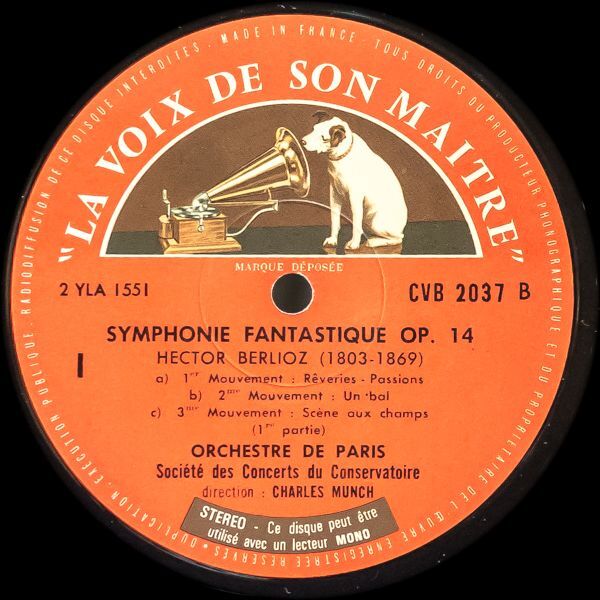 DUPLICATION - EXÉCUTION PUBLIQUE - RADIODIFFUSION DE CE DISQUE INTERDITES. - MADE IN FRANCE. - TOUS DROITS DU PRODUCTEUR PHONOGRAPHIQUE ET DU PROPRIETAIRE DE L'ŒUVRE ENREGISTRÉE RESERVÉS *
"LA VOIX DE SON MAITRE"
MARQUE DÉPOSÉE
2 YLA 1551
CVB 2037 B
SYMPHONIE FANTASTIQUE OP. 14
I
HECTOR BERLIOZ (1803-1869)
a) 1er Mouvement : Rêveries - Passions
b) 2me Mouvement : Un bal
c) 3me Mouvement : Scène aux champs
(1re partie)
ORCHESTRE DE PARIS
Société des Concerts du Conservatoire
direction : CHARLES MUNCH
STEREO - Ce disque peut être
utilisé avec un lecteur MONO